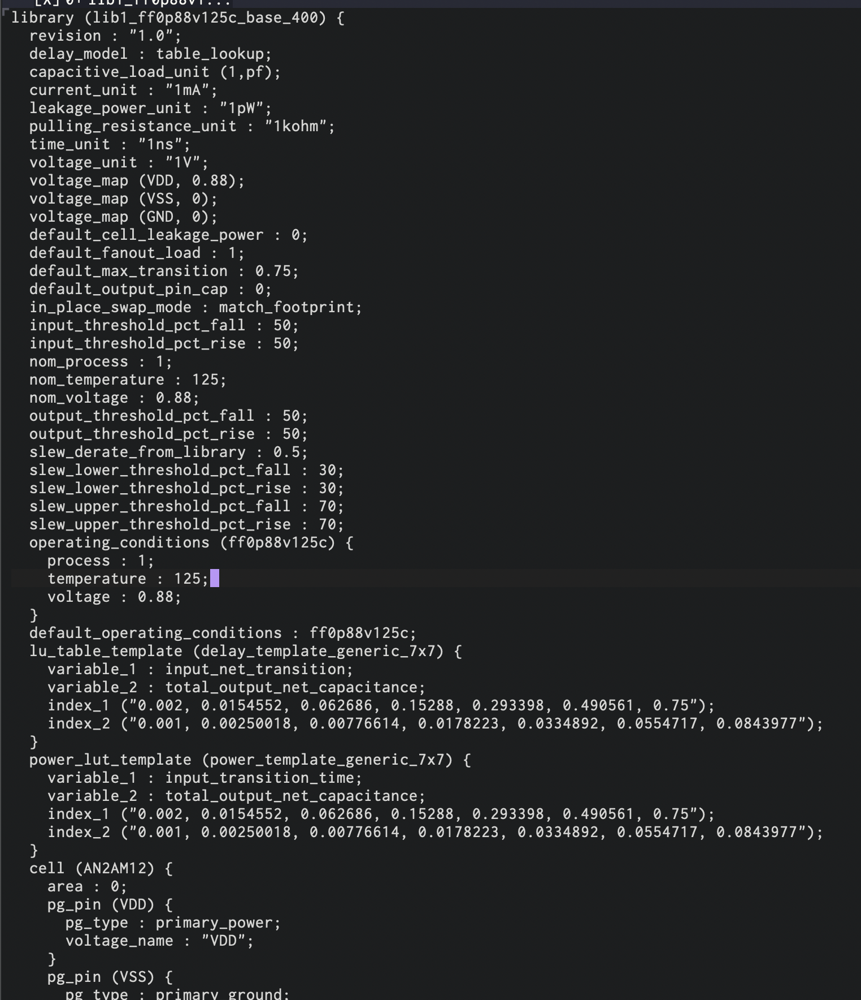 library (lib1_ff0p88v125c_base_400) {
revision : "1.0";
delay_model : table_lookup;
capacitive_load_unit (1,pf);
current_unit : "1mA";
leakage_power_unit : "1pW";
pulling_resistance_unit : "1kohm";
time_unit : "1ns";
voltage_unit : "1V";
voltage_map (VDD, 0.88);
voltage_map (VSS, 0);
voltage_map (GND, 0);
default_cell_leakage_power : 0;
default_fanout_load : 1;
default_max_transition : 0.75;
default_output_pin_cap : 0;
in_place_swap_mode : match_footprint;
input_threshold_pct_fall : 50;
input_threshold_pct_rise : 50;
nom_process : 1;
nom_temperature : 125;
nom_voltage : 0.88;
output_threshold_pct_fall : 50;
output_threshold_pct_rise : 50;
slew_derate_from_library : 0.5;
slew_lower_threshold_pct_fall : 30;
slew_lower_threshold_pct_rise : 30;
slew_upper_threshold_pct_fall : 70;
slew_upper_threshold_pct_rise : 70;
operating_conditions (ff0p88v125c) {
process : 1;
temperature : 125;
voltage : 0.88;
}
default_operating_conditions : ff0p88v125c;
lu_table_template (delay_template_generic_7x7) {
variable_1 : input_net_transition;
variable_2 : total_output_net_capacitance;
index_1 ("0.002, 0.0154552, 0.062686, 0.15288, 0.293398, 0.490561, 0.75");
index_2 ("0.001, 0.00250018, 0.00776614, 0.0178223, 0.0334892, 0.0554717, 0.0843977");
}
power_lut_template (power_template_generic_7x7) {
variable_1 : input_transition_time;
variable_2 : total_output_net_capacitance;
index_1 ("0.002, 0.0154552, 0.062686, 0.15288, 0.293398, 0.490561, 0.75");
index_2 ("0.001, 0.00250018, 0.00776614, 0.0178223, 0.0334892, 0.0554717, 0.0843977");
}
cell (AN2AM12) {
area : 0;
pg_pin (VDD) {
pg_type : primary_power;
voltage_name : "VDD";
}
pg_pin (VSS) {
pg_type : primary_ground;